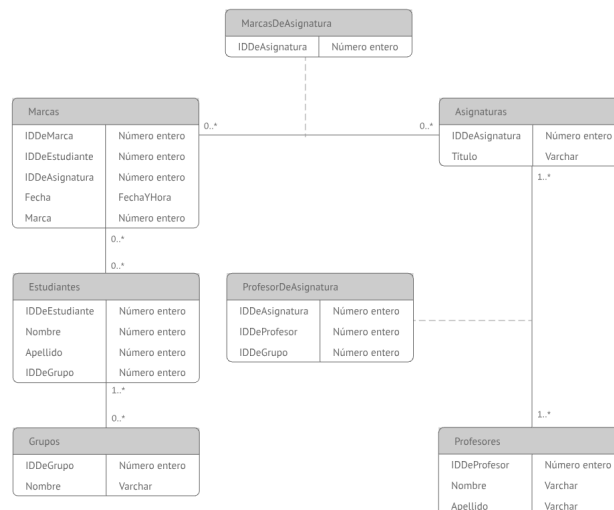 MarcasDeAsignatura
IDDeAsignatura Número entero
Marcas
IDDeMarca Número entero
IDDeEstudiante Número entero
IDDeAsignatura Número entero
Fecha FechaYHora
Marca Número entero
0..*
0..*
Asignaturas
IDDeAsignatura Número entero
Título Varchar
1..*
0..*
0..*
Estudiantes
IDDeEstudiante Número entero
Nombre Número entero
Apellido Número entero
IDDeGrupo Número entero
ProfesorDeAsignatura
IDDeAsignatura Número entero
IDDeProfesor Número entero
IDDeGrupo Número entero
1..*
0..*
1..*
Grupos
IDDeGrupo Número entero
Nombre Varchar
Profesores
IDDeProfesor Número entero
Nombre Varchar
Apellido Varchar